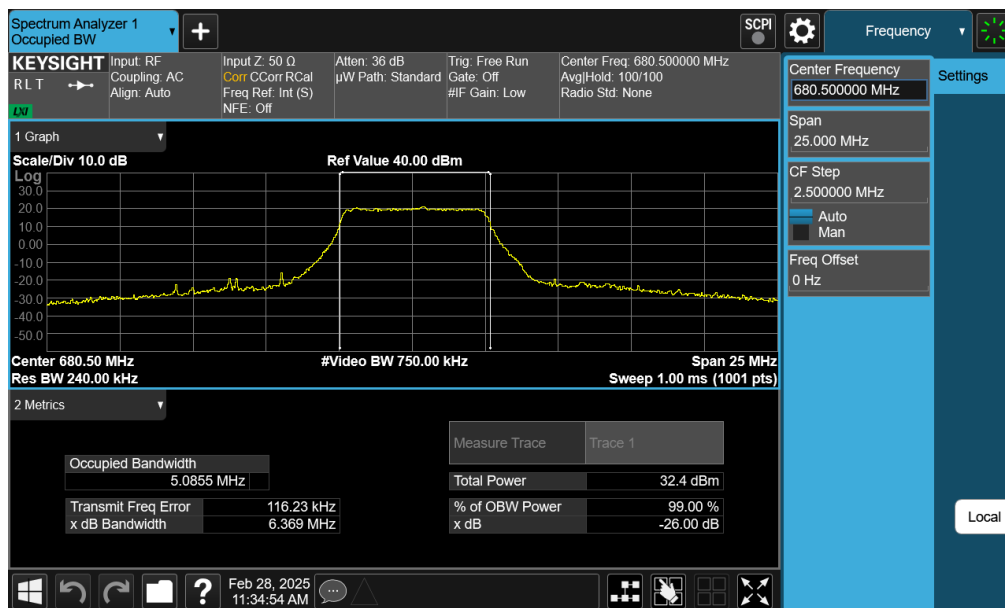 Spectrum Analyzer 1
Occupied BW
+
SCPI
Frequency
KEYSIGHT
R L T
LXI
Input: RF
Coupling: AC
Align: Auto
Input Z: 50 Ω
Corr CCorr RCal
Freq Ref: Int (S)
NFE: Off
Atten: 36 dB
µW Path: Standard
Trig: Free Run
Gate: Off
#IF Gain: Low
Center Freq: 680.500000 MHz
Avg|Hold: 100/100
Radio Std: None
Center Frequency
680.500000 MHz
Settings
Span
25.000 MHz
CF Step
2.500000 MHz
Auto
Man
Freq Offset
0 Hz
Local
1 Graph
Scale/Div 10.0 dB
Ref Value 40.00 dBm
Log
30.0
20.0
10.0
0.00
-10.0
-20.0
-30.0
-40.0
-50.0
Center 680.50 MHz
#Video BW 750.00 kHz
Span 25 MHz
Res BW 240.00 kHz
Sweep 1.00 ms (1001 pts)
2 Metrics
Measure Trace
Trace 1
Occupied Bandwidth
5.0855 MHz
Total Power
32.4 dBm
Transmit Freq Error
116.23 kHz
% of OBW Power
99.00 %
x dB Bandwidth
6.369 MHz
x dB
-26.00 dB
?
Feb 28, 2025
11:34:54 AM